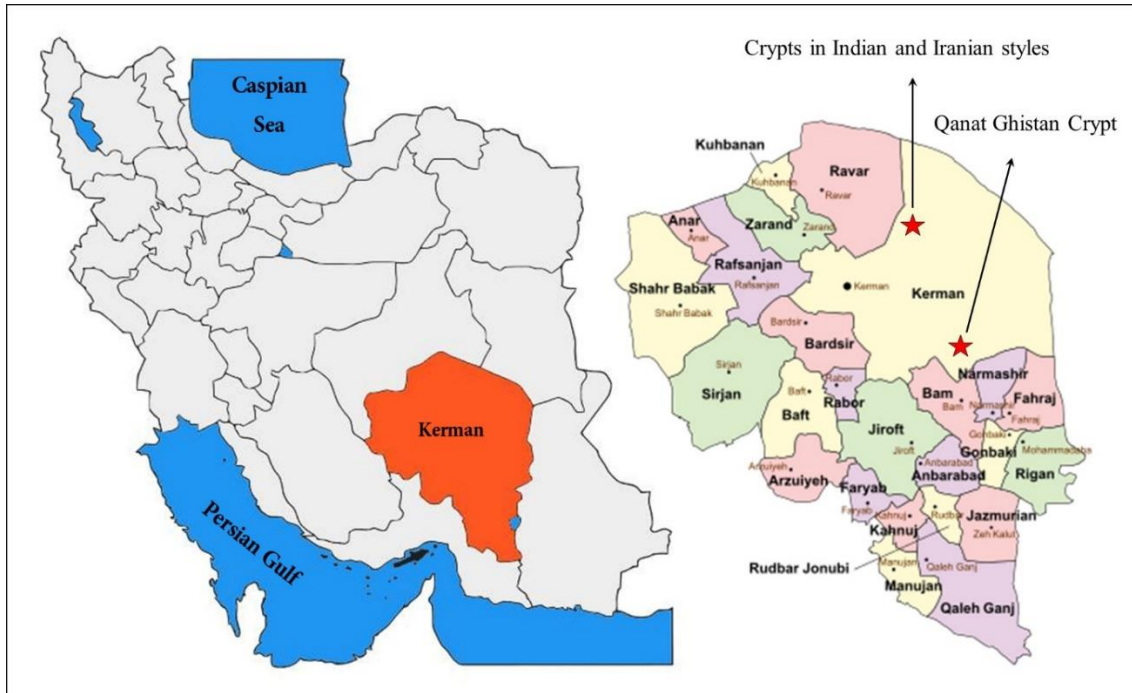 Caspian
Sea
Kerman
Persian Gulf
Crypts in Indian and Iranian styles
Qanat Ghistan Crypt
Kuhbanan
Kuhbanan
Ravar
Ravar
Anar
Anar
Zarand
Zarand
Rafsanjan
Rafsanjan
Shahr Babak
Shahr Babak
Kerman
Kerman
Bardsir
Bardsir
Sirjan
Sirjan
Baft
Baft
Rabor
Rabor
Narmashir
Bam
Bam
Narmashir
Fahraj
Fahraj
Jiroft
Jiroft
Gonbaki
Gonbaki
Mohammadaba
Rigan
Anbarabad
Anbarabad
Arzuiyeh
Arzuiyeh
Faryab
Faryab
Kahnuj
Kahnuj
Rudbar
Jazmurian
Zeh Kalut
Rudbar Jonubi
Manujan
Manujan
Qaleh Ganj
Qaleh Ganj